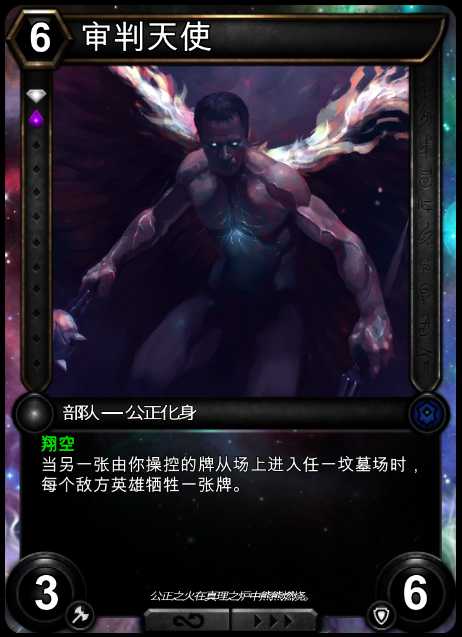 6 审判天使
部队 — 公正化身
翔空
当另一张由你操控的牌从场上进入任一坟墓场时，
每个敌方英雄牺牲一张牌。
公正之火在真理之炉中熊熊燃烧。
3
6